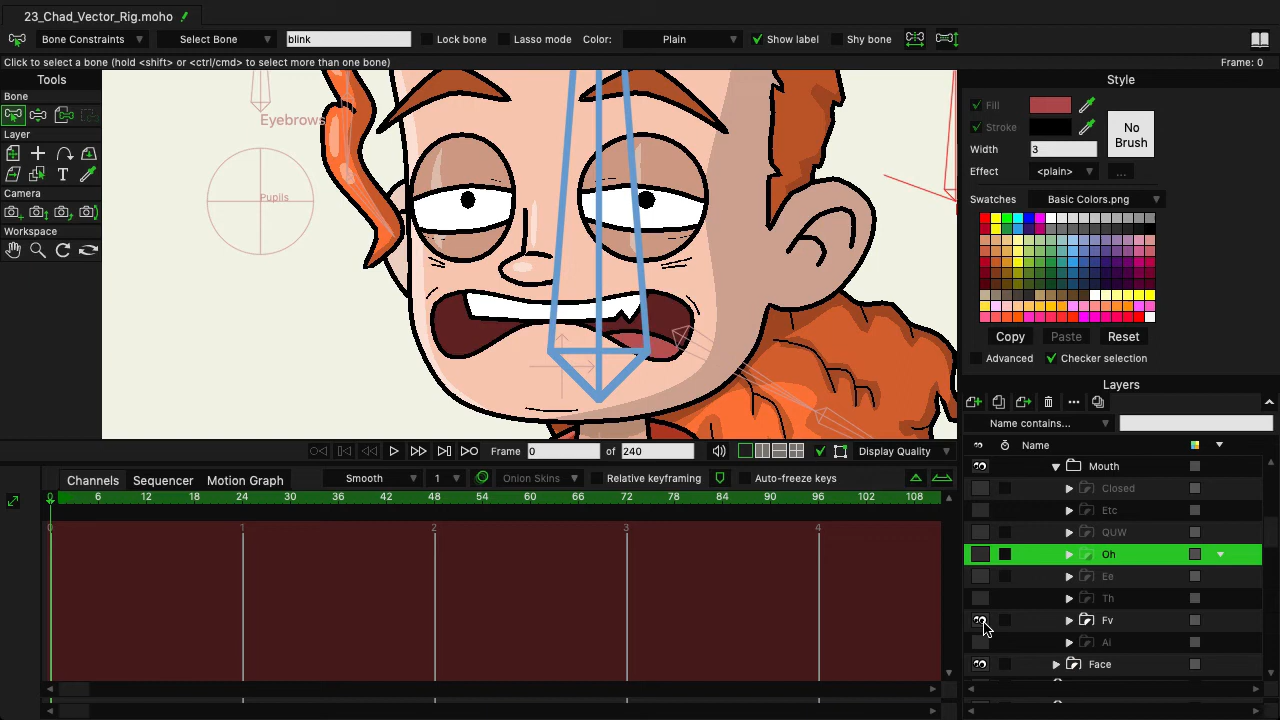 23_Chad_Vector_Rig.moho
Bone Constraints Select Bone blink Lock bone Lasso mode Color: Plain Show label Shy bone
Click to select a bone (hold <shift> or <ctrl/cmd> to select more than one bone) Frame: 0
Tools
Bone
Layer
T
Camera
Workspace
Eyebrows
Pupils
Style
Fill
Stroke
No
Brush
Width 3
Effect <plain> ...
Swatches Basic Colors.png
Copy Paste Reset
Advanced Checker selection
Layers
Name contains...
Name
Mouth
Closed
Etc
QUW
Oh
Ee
Th
Fv
Ai
Face
Frame 0 of 240 Display Quality
Channels Sequencer Motion Graph Smooth 1 Onion Skins Relative keyframing Auto-freeze keys
6 12 18 24 30 36 42 48 54 60 66 72 78 84 90 96 102 108
0 1 2 3 4